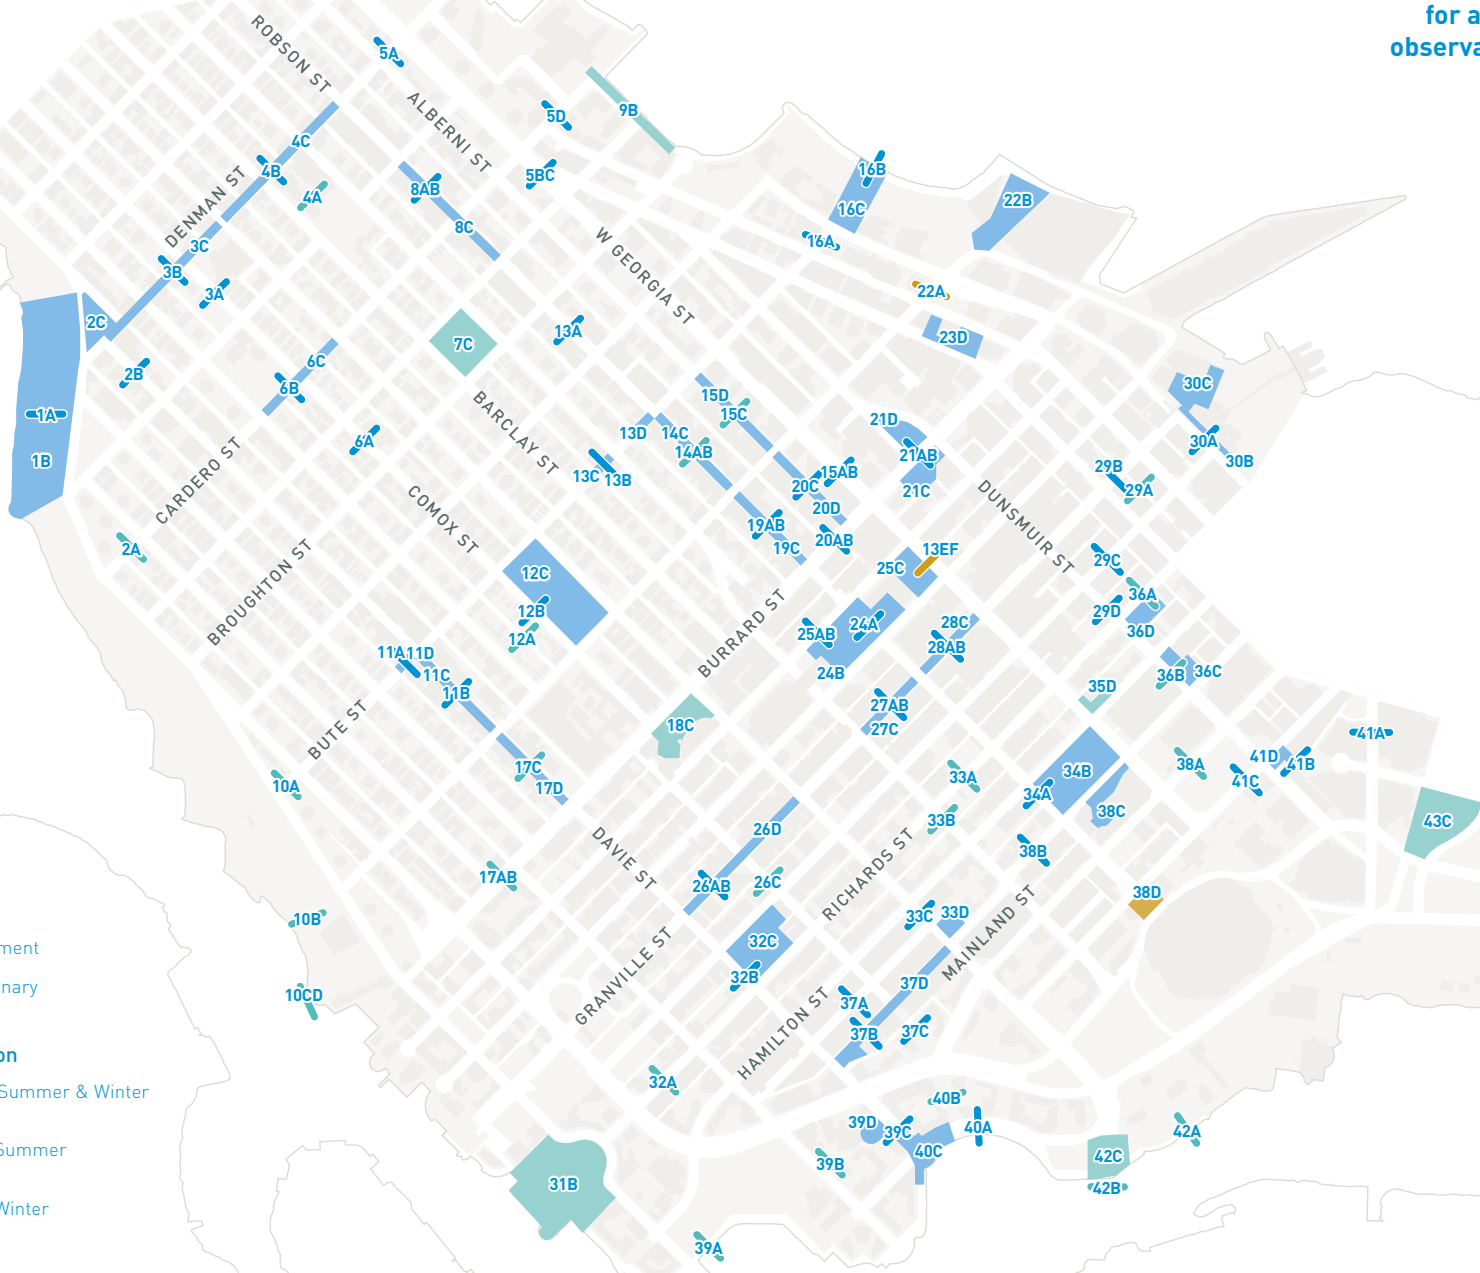 for a
observa
ROBSON ST
5A
ALBERNI ST
5D
9B
4C
4B
4A
DENMAN ST
8AB
5BC
8C
16B
16C
16A
22B
3C
3B
3A
W GEORGIA ST
22A
23D
2C
2B
6C
6B
7C
13A
30C
1A
1B
6A
BARCLAY ST
15D
15C
13D
14C
14AB
21D
21AB
21C
30A
30B
CARDERO ST
13C
13B
15AB
20C
20D
29B
29A
DUNSMUIR ST
COMOX ST
2A
19AB
19C
20AB
13EF
25C
29C
BROUGHTON ST
12C
12B
12A
BURRARD ST
25AB
24A
24B
28C
28AB
36A
29D
36D
11A
11D
11C
11B
36B
36C
35D
27AB
27C
18C
BUTE ST
41A
41D
41B
41C
38A
10A
17C
17D
33A
33B
34B
34A
38C
43C
26D
DAVIE ST
38B
17AB
26AB
26C
RICHARDS ST
38D
10B
33C
33D
MAINLAND ST
32C
32B
GRANVILLE ST
ment
nary
10CD
37D
37A
37B
37C
HAMILTON ST
on
Summer & Winter
32A
40B
39D
39C
40A
40C
42A
Summer
39B
42C
42B
31B
Winter
39A